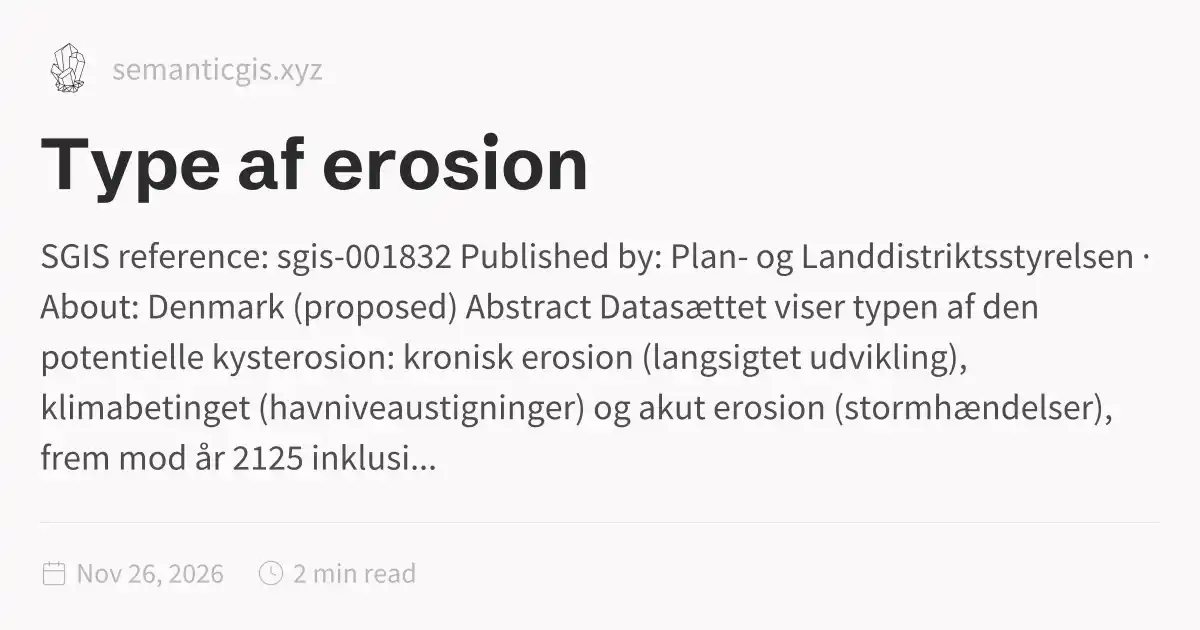 semanticgis.xyz
Type af erosion
SGIS reference: sgis-001832 Published by: Plan- og Landdistriktsstyrelsen ·
About: Denmark (proposed) Abstract Datasættet viser typen af den
potentielle kysterosion: kronisk erosion (langsigtet udvikling),
klimabetinget (havniveaustigninger) og akut erosion (stormhændelser),
frem mod år 2125 inklusi...
Nov 26, 2026 2 min read